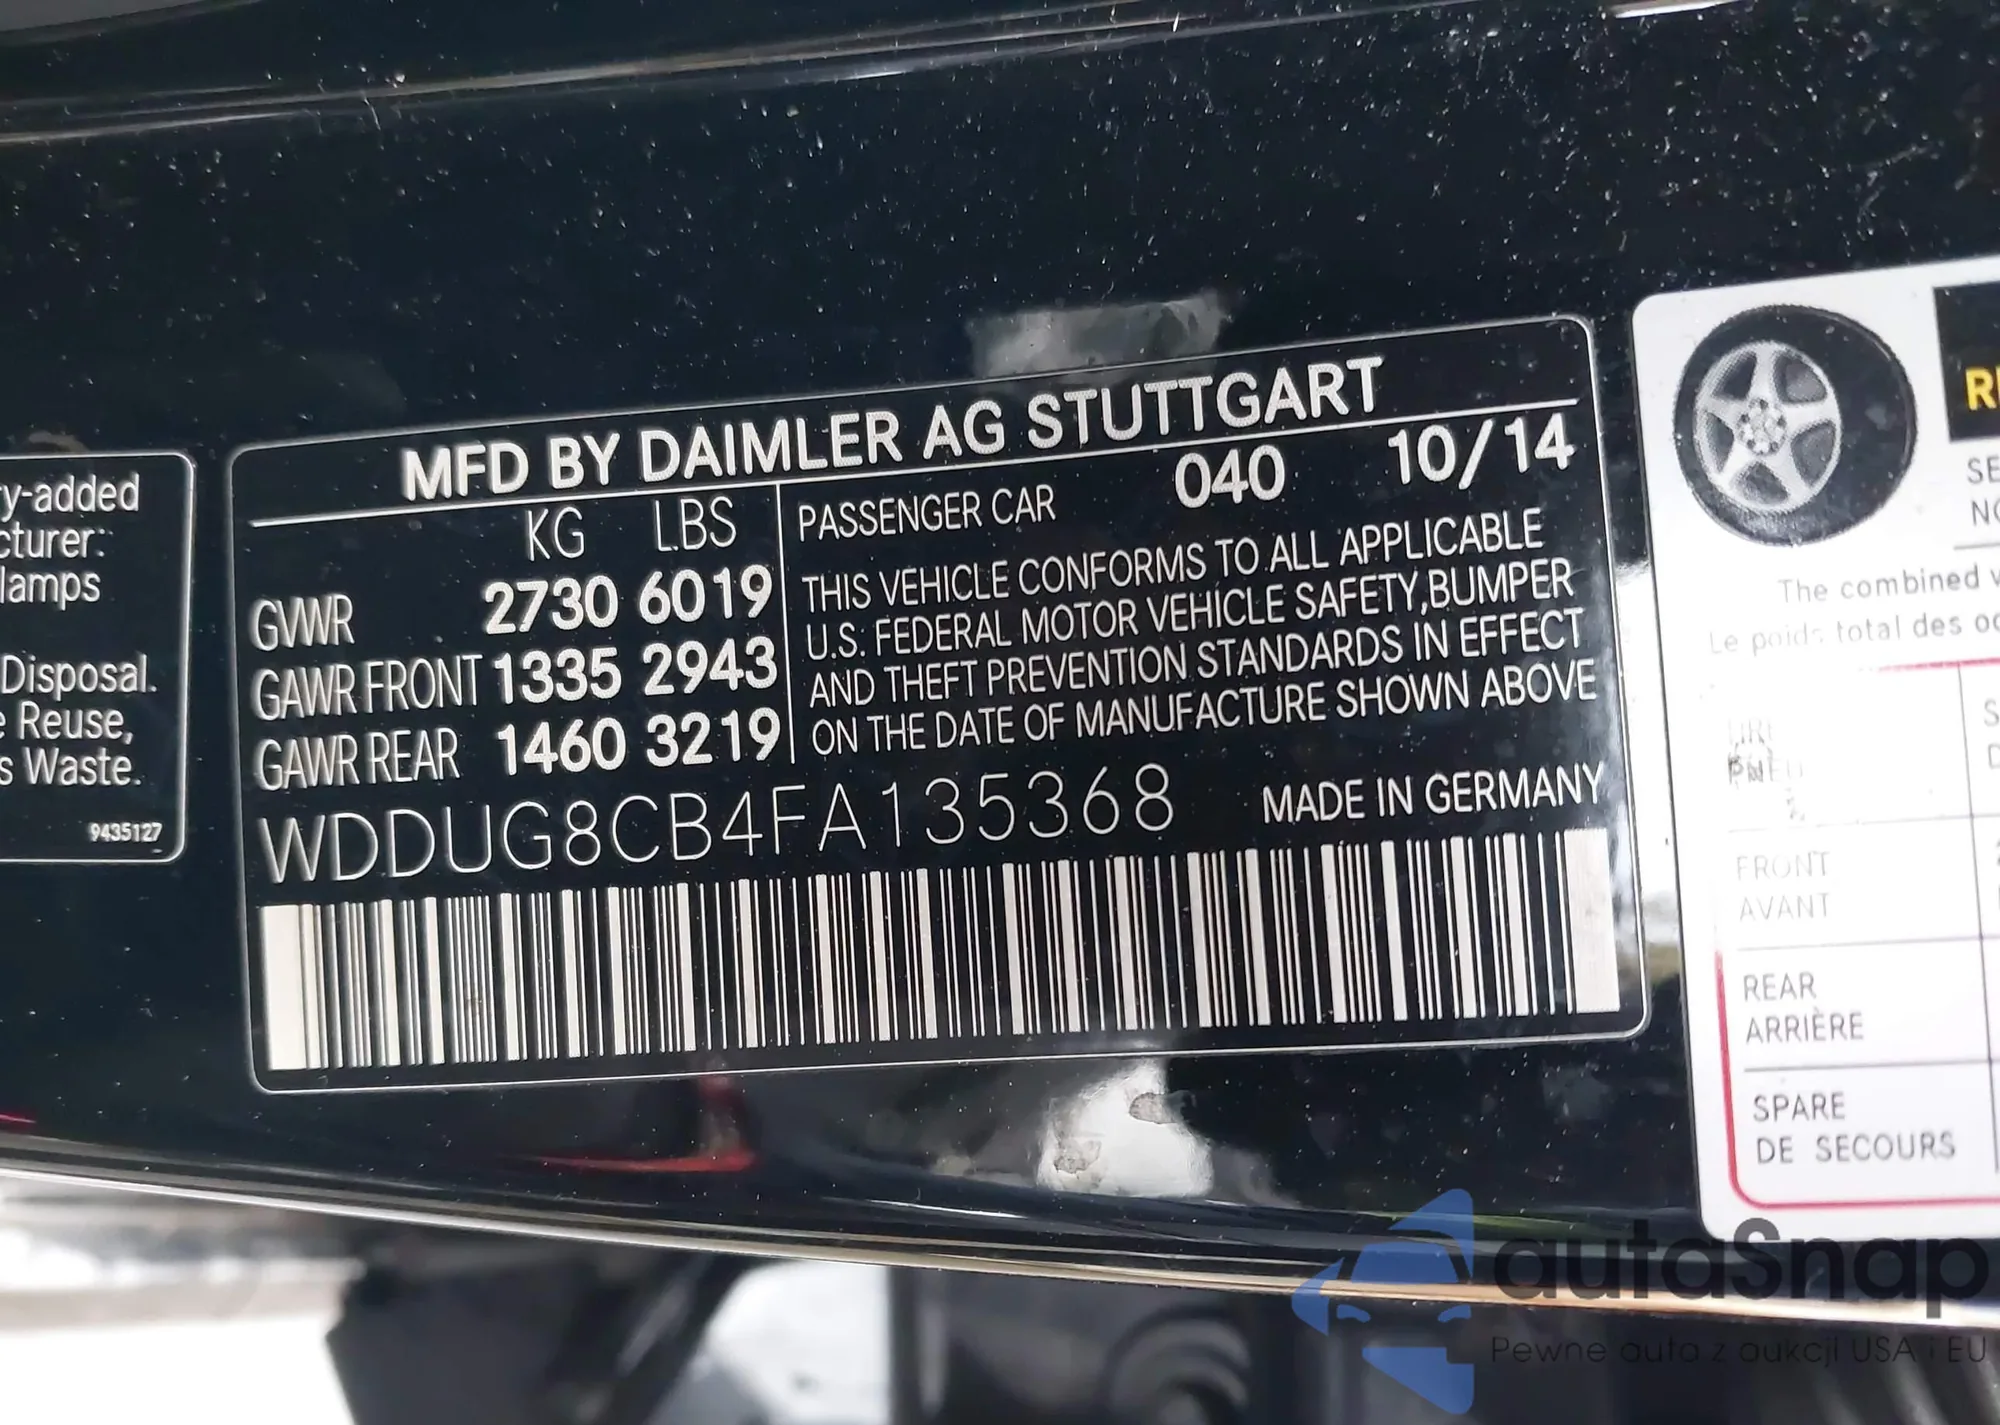 y-added
cturer:
lamps
Disposal.
e Reuse,
s Waste.
9435127
MFD BY DAIMLER AG STUTTGART
KG LBS
GVWR 2730 6019
GAWR FRONT 1335 2943
GAWR REAR 1460 3219
PASSENGER CAR 040 10/14
THIS VEHICLE CONFORMS TO ALL APPLICABLE
U.S. FEDERAL MOTOR VEHICLE SAFETY,BUMPER
AND THEFT PREVENTION STANDARDS IN EFFECT
ON THE DATE OF MANUFACTURE SHOWN ABOVE
WDDUG8CB4FA135368 MADE IN GERMANY
SE
NO
The combined
Le poids total des oc
FRONT
AVANT
REAR
ARRIÈRE
SPARE
DE SECOURS
autoSnap
Pewne auto z aukcji USA i EU